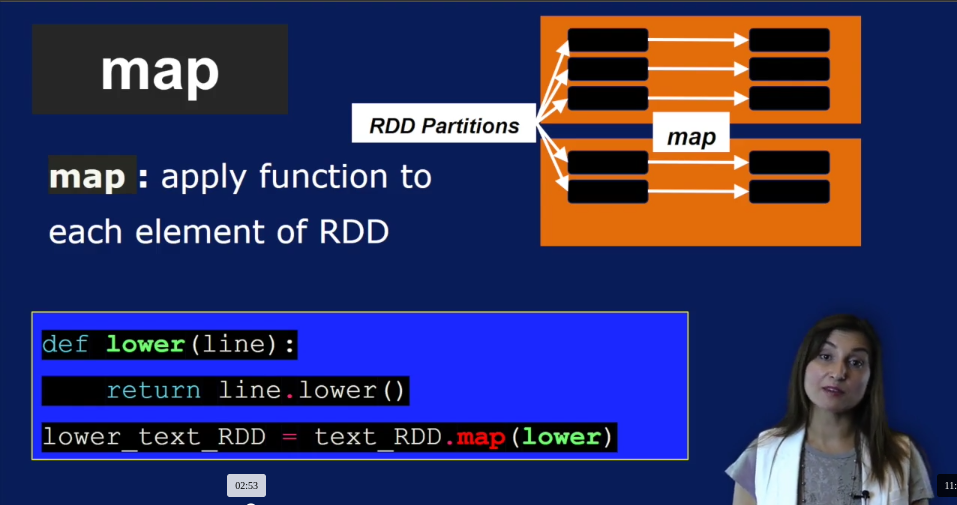 map
RDD Partitions
map
map : apply function to
each element of RDD
def lower(line):
return line.lower()
lower_text_RDD = text_RDD.map(lower)
02:53
11: